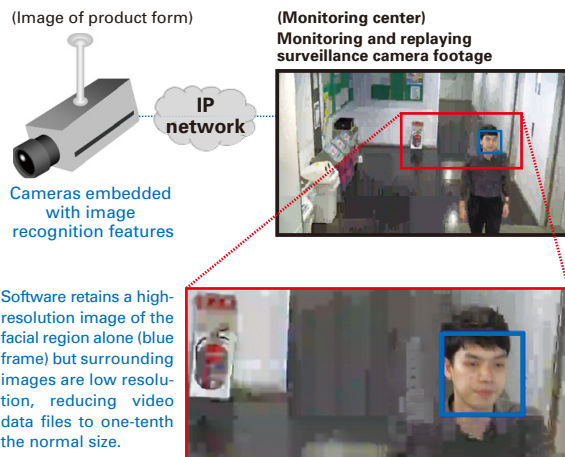 (Image of product form)
(Monitoring center)
Monitoring and replaying
surveillance camera footage
IP
network
Cameras embedded
with image
recognition features
Software retains a high-
resolution image of the
facial region alone (blue
frame) but surrounding
images are low resolu-
tion, reducing video
data files to one-tenth
the normal size.